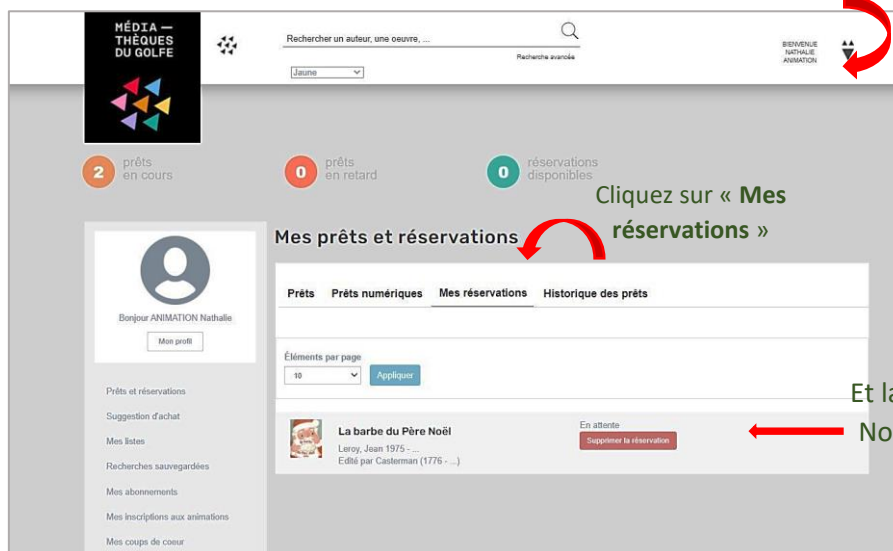 MÉDIA —
THÈQUES
DU GOLFE
Rechercher un auteur, une oeuvre, ...
Recherche avancée
Jaune
BIENVENUE
NATHALIE
ANIMATION
2 prêts
en cours
0 prêts
en retard
0 réservations
disponibles
Cliquez sur « Mes
réservations »
Mes prêts et réservations
Bonjour ANIMATION Nathalie
Mon profil
Prêts et réservations
Suggestion d'achat
Mes listes
Recherches sauvegardées
Mes abonnements
Mes inscriptions aux animations
Mes coups de coeur
Prêts Prêts numériques Mes réservations Historique des prêts
Éléments par page
10 Appliquer
La barbe du Père Noël
Leroy, Jean 1975 - ...
Edité par Casterman (1776 - ...)
En attente
Supprimer la réservation
Et la
No